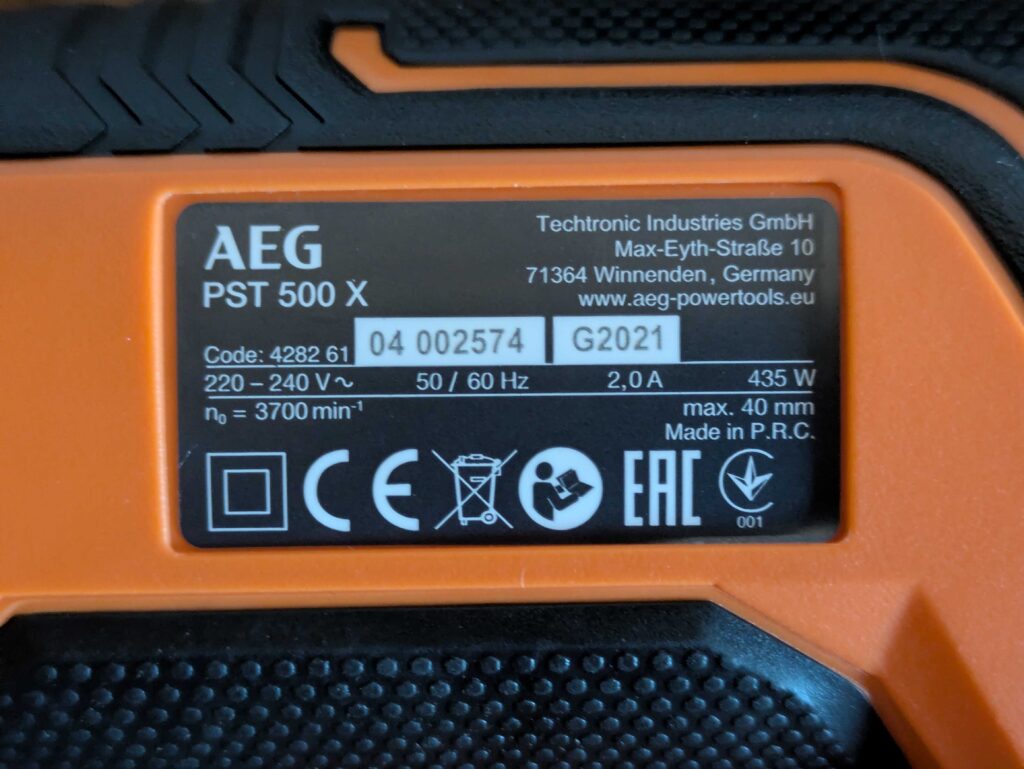 AEG
PST 500 X
Techtronic Industries GmbH
Max-Eyth-Straße 10
71364 Winnenden, Germany
www.aeg-powertools.eu
Code: 4282 61 04 002574 G2021
220 – 240 V ~ 50 / 60 Hz 2,0 A 435 W
n₀ = 3700 min⁻¹ max. 40 mm
Made in P.R.C.
CE EAC
001